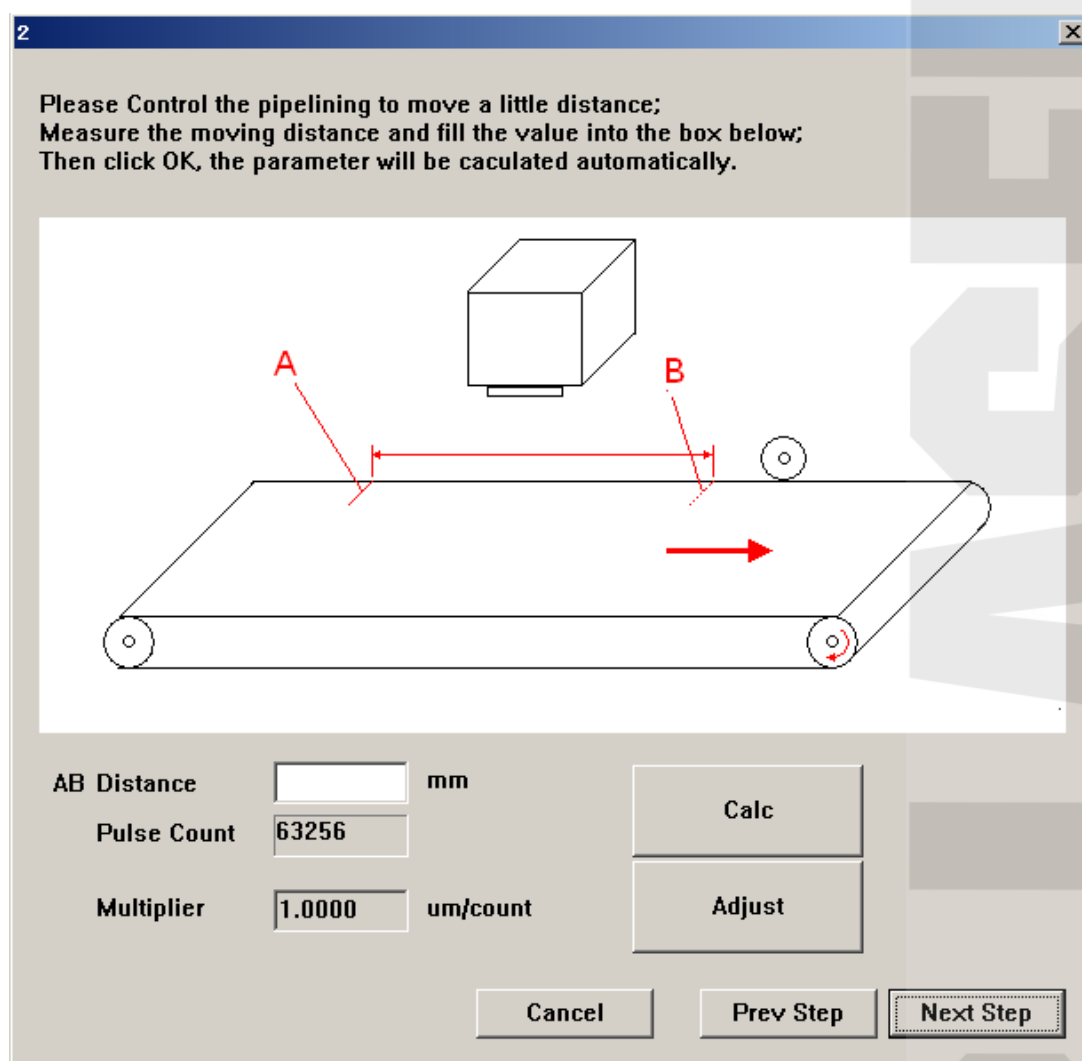 2
Please Control the pipelining to move a little distance;
Measure the moving distance and fill the value into the box below;
Then click OK, the parameter will be caculated automatically.
A
B
AB Distance mm
Calc
Pulse Count 63256
Multiplier 1.0000 um/count
Adjust
Cancel Prev Step Next Step